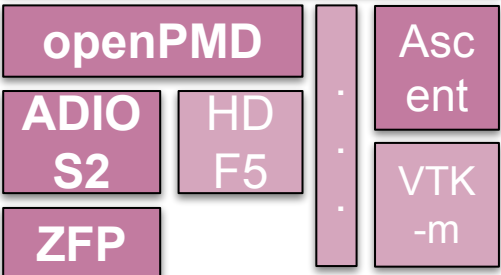 openPMD
ADIO
S2
HD
F5
ZFP
.
.
.
Asc
ent
VTK
-m